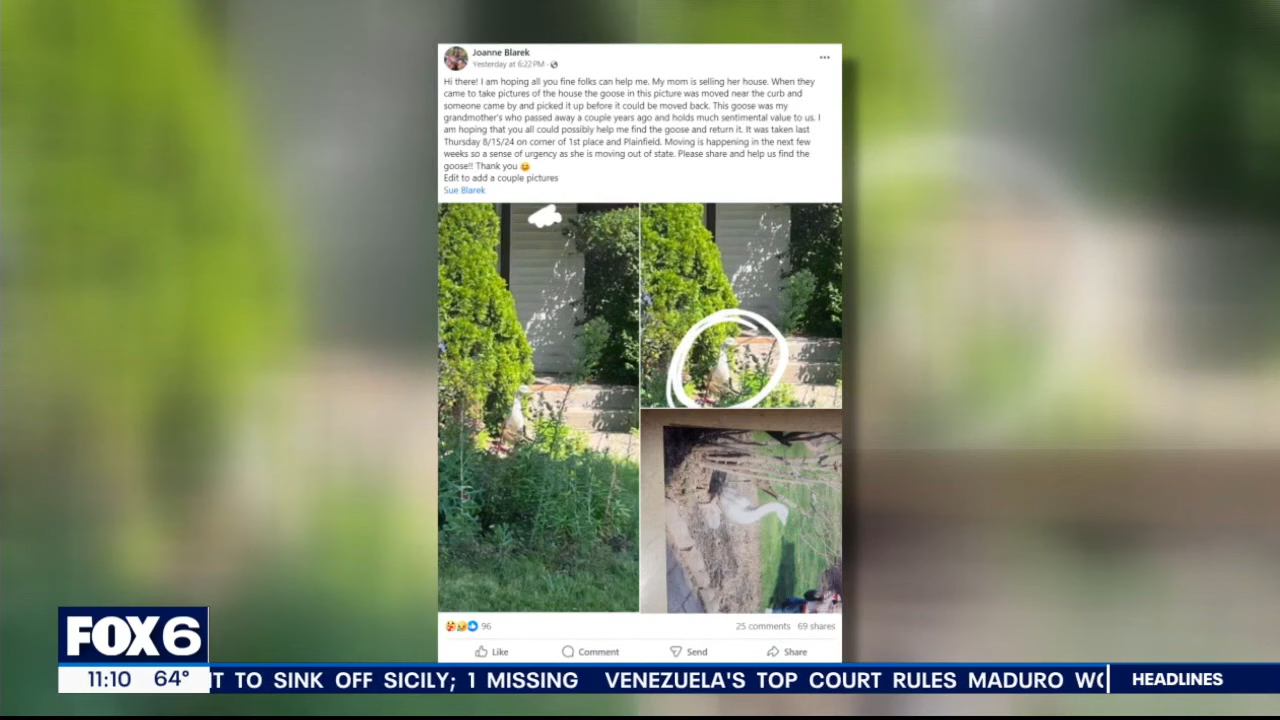 Joanne Blarek
Yesterday at 6:22 PM ·
Hi there! I am hoping all you fine folks can help me. My mom is selling her house. When they
came to take pictures of the house the goose in this picture was moved near the curb and
someone came by and picked it up before it could be moved back. This goose was my
grandmother's who passed away a couple years ago and holds much sentimental value to us. I
am hoping that you all could possibly help me find the goose and return it. It was taken last
Thursday 8/15/24 on corner of 1st place and Plainfield. Moving is happening in the next few
weeks so a sense of urgency as she is moving out of state. Please share and help us find the
goose!! Thank you 😊
Edit to add a couple pictures
Sue Blarek
96
25 comments 69 shares
Like Comment Send Share
FOX6
11:10 64°
T TO SINK OFF SICILY; 1 MISSING VENEZUELA'S TOP COURT RULES MADURO
HEADLINES